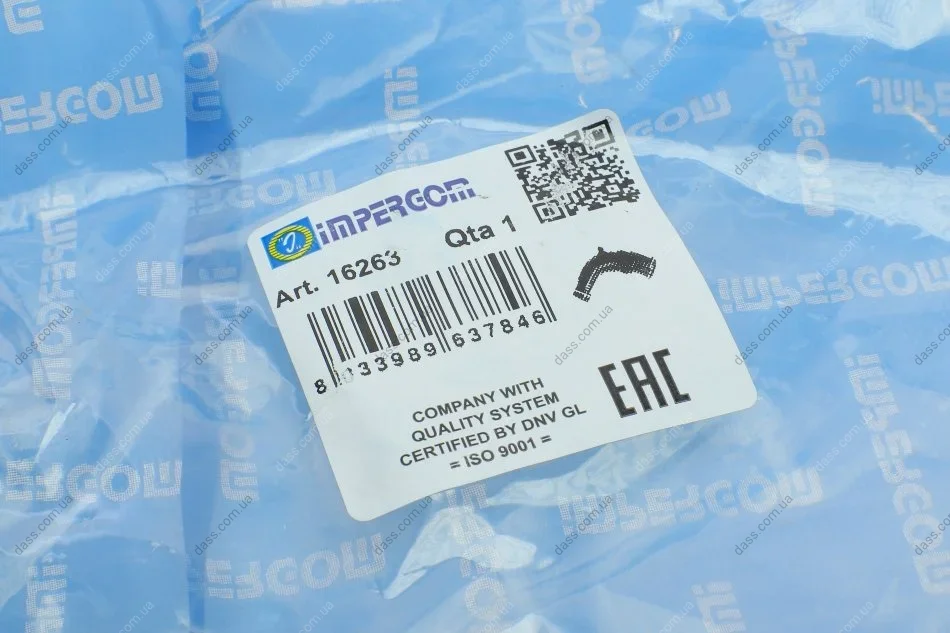 IMPERGOM
Art. 16263
Qta 1
8 033989 637846
COMPANY WITH
QUALITY SYSTEM
CERTIFIED BY DNV GL
= ISO 9001 =
EAC
dass.com.ua